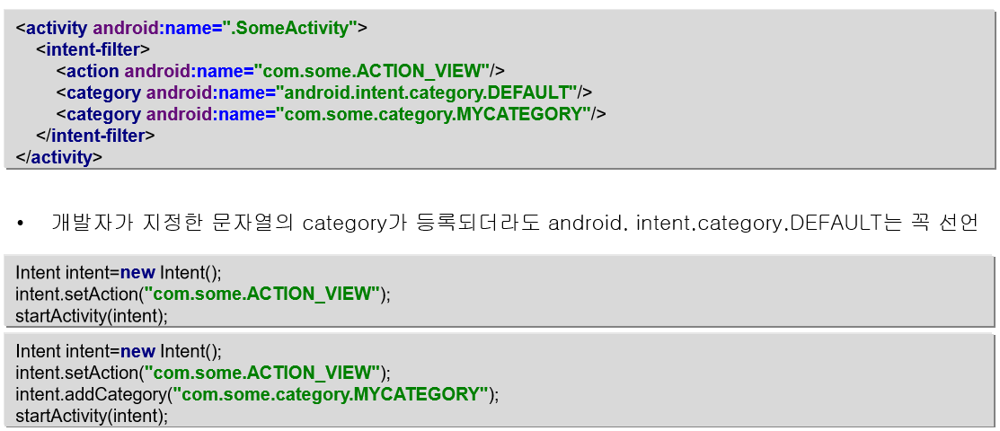 <activity android:name=".SomeActivity">
<intent-filter>
<action android:name="com.some.ACTION_VIEW"/>
<category android:name="android.intent.category.DEFAULT"/>
<category android:name="com.some.category.MYCATEGORY"/>
</intent-filter>
</activity>
• 개발자가 지정한 문자열의 category가 등록되더라도 android. intent.category.DEFAULT는 꼭 선언
Intent intent=new Intent();
intent.setAction("com.some.ACTION_VIEW");
startActivity(intent);
Intent intent=new Intent();
intent.setAction("com.some.ACTION_VIEW");
intent.addCategory("com.some.category.MYCATEGORY");
startActivity(intent);